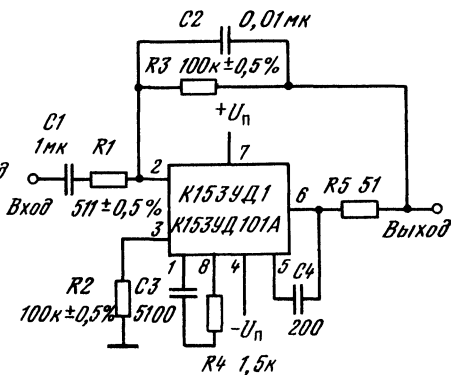 C2 0,01мк
R3 100к±0,5%
+Uп
C1
1мк R1
7
2
Вход
511±0,5%
К153УД1
К153УД101А
6
R5 51
Выход
3
1 8 4 5
R2
100к±0,5%
C3
5100
C4
200
-Uп
R4 1,5к